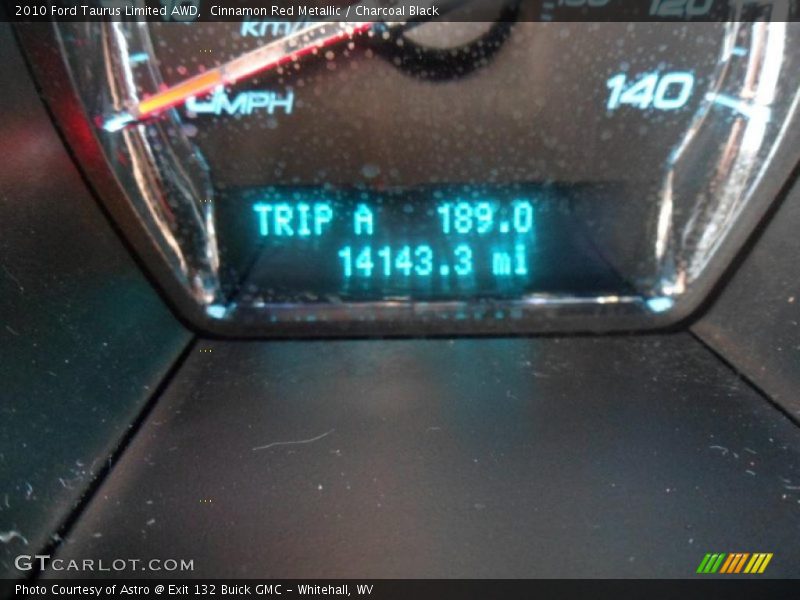 2010 Ford Taurus Limited AWD, Cinnamon Red Metallic / Charcoal Black
km/
120
MPH
140
TRIP A 189.0
14143.3 mi
GTCARLOT.COM
Photo Courtesy of Astro @ Exit 132 Buick GMC - Whitehall, WV